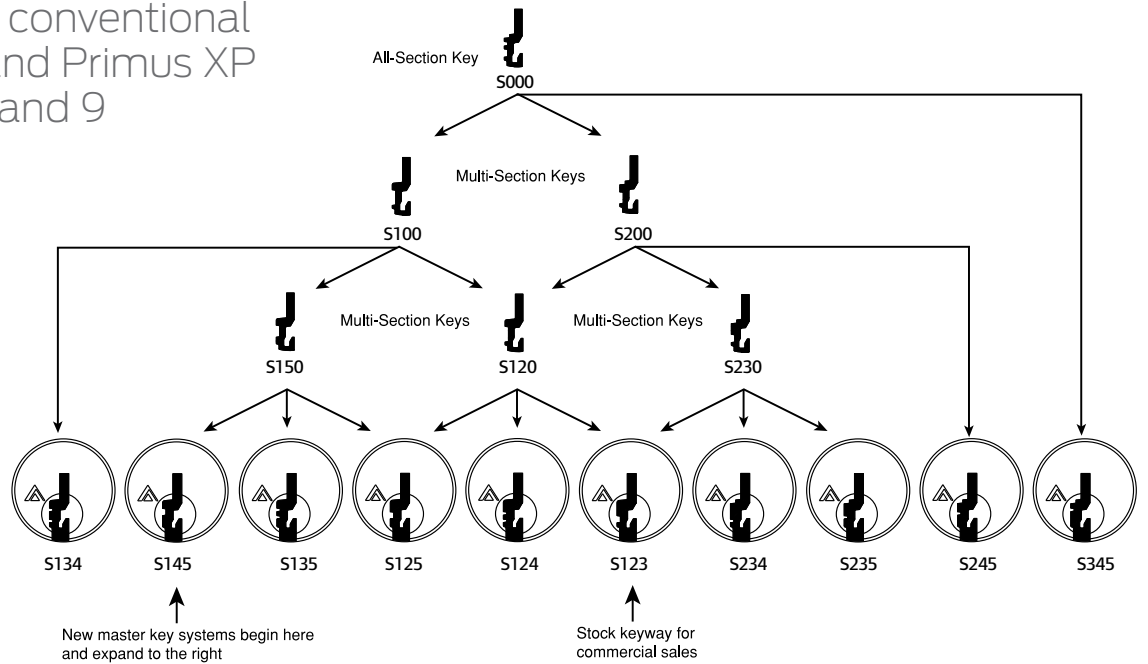 conventional
and Primus XP
and 9
All-Section Key
S000
Multi-Section Keys
S100
S200
Multi-Section Keys
Multi-Section Keys
S150
S120
S230
S134
S145
S135
S125
S124
S123
S234
S235
S245
S345
New master key systems begin here
and expand to the right
Stock keyway for
commercial sales